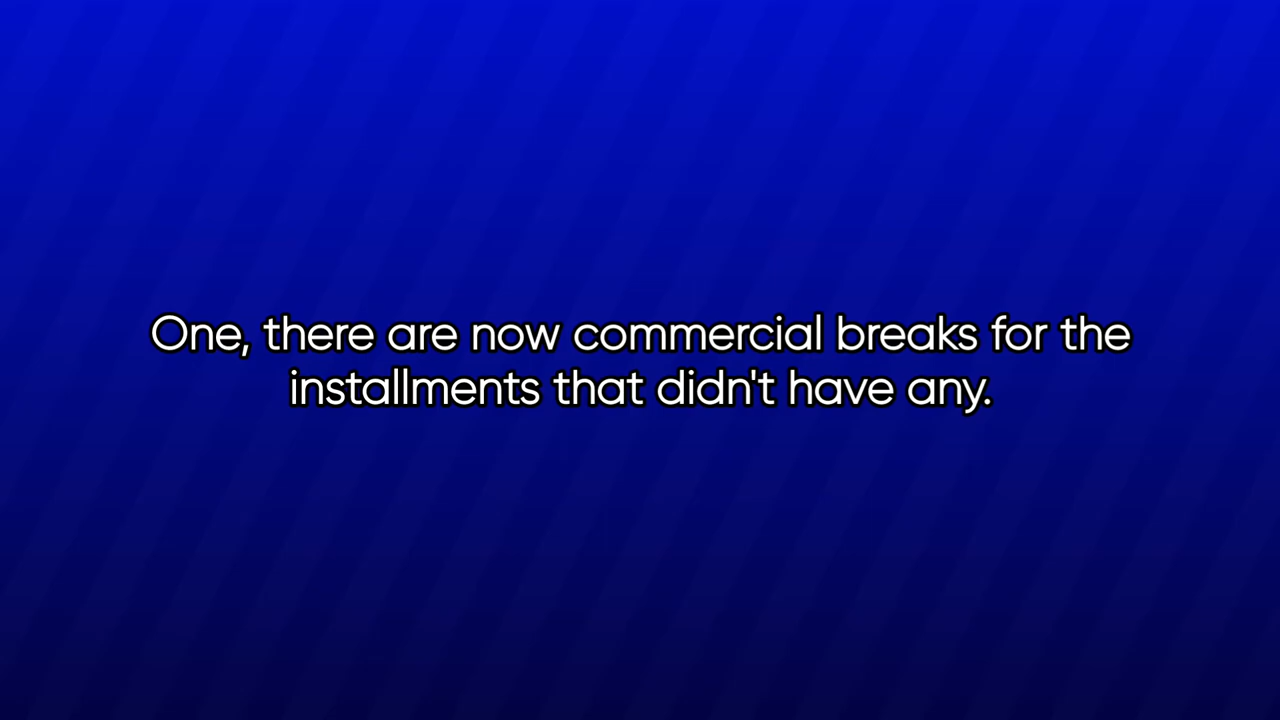 One, there are now commercial breaks for the
installments that didn't have any.